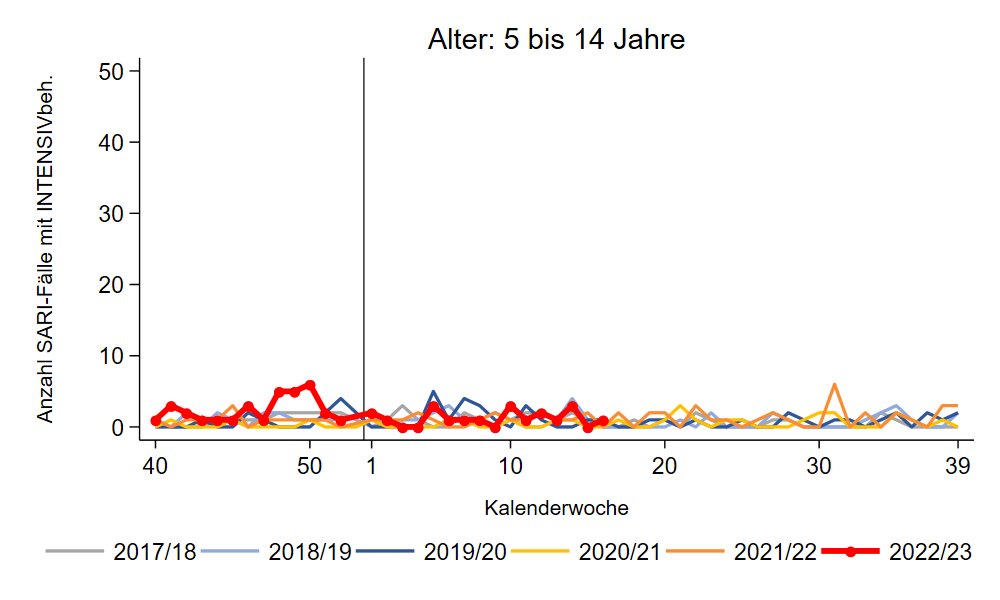 Alter: 5 bis 14 Jahre
Anzahl SARI-Fälle mit INTENSIVbeh.
50
40
30
20
10
0
40 50 1 10 20 30 39
Kalenderwoche
2017/18 2018/19 2019/20 2020/21 2021/22 2022/23